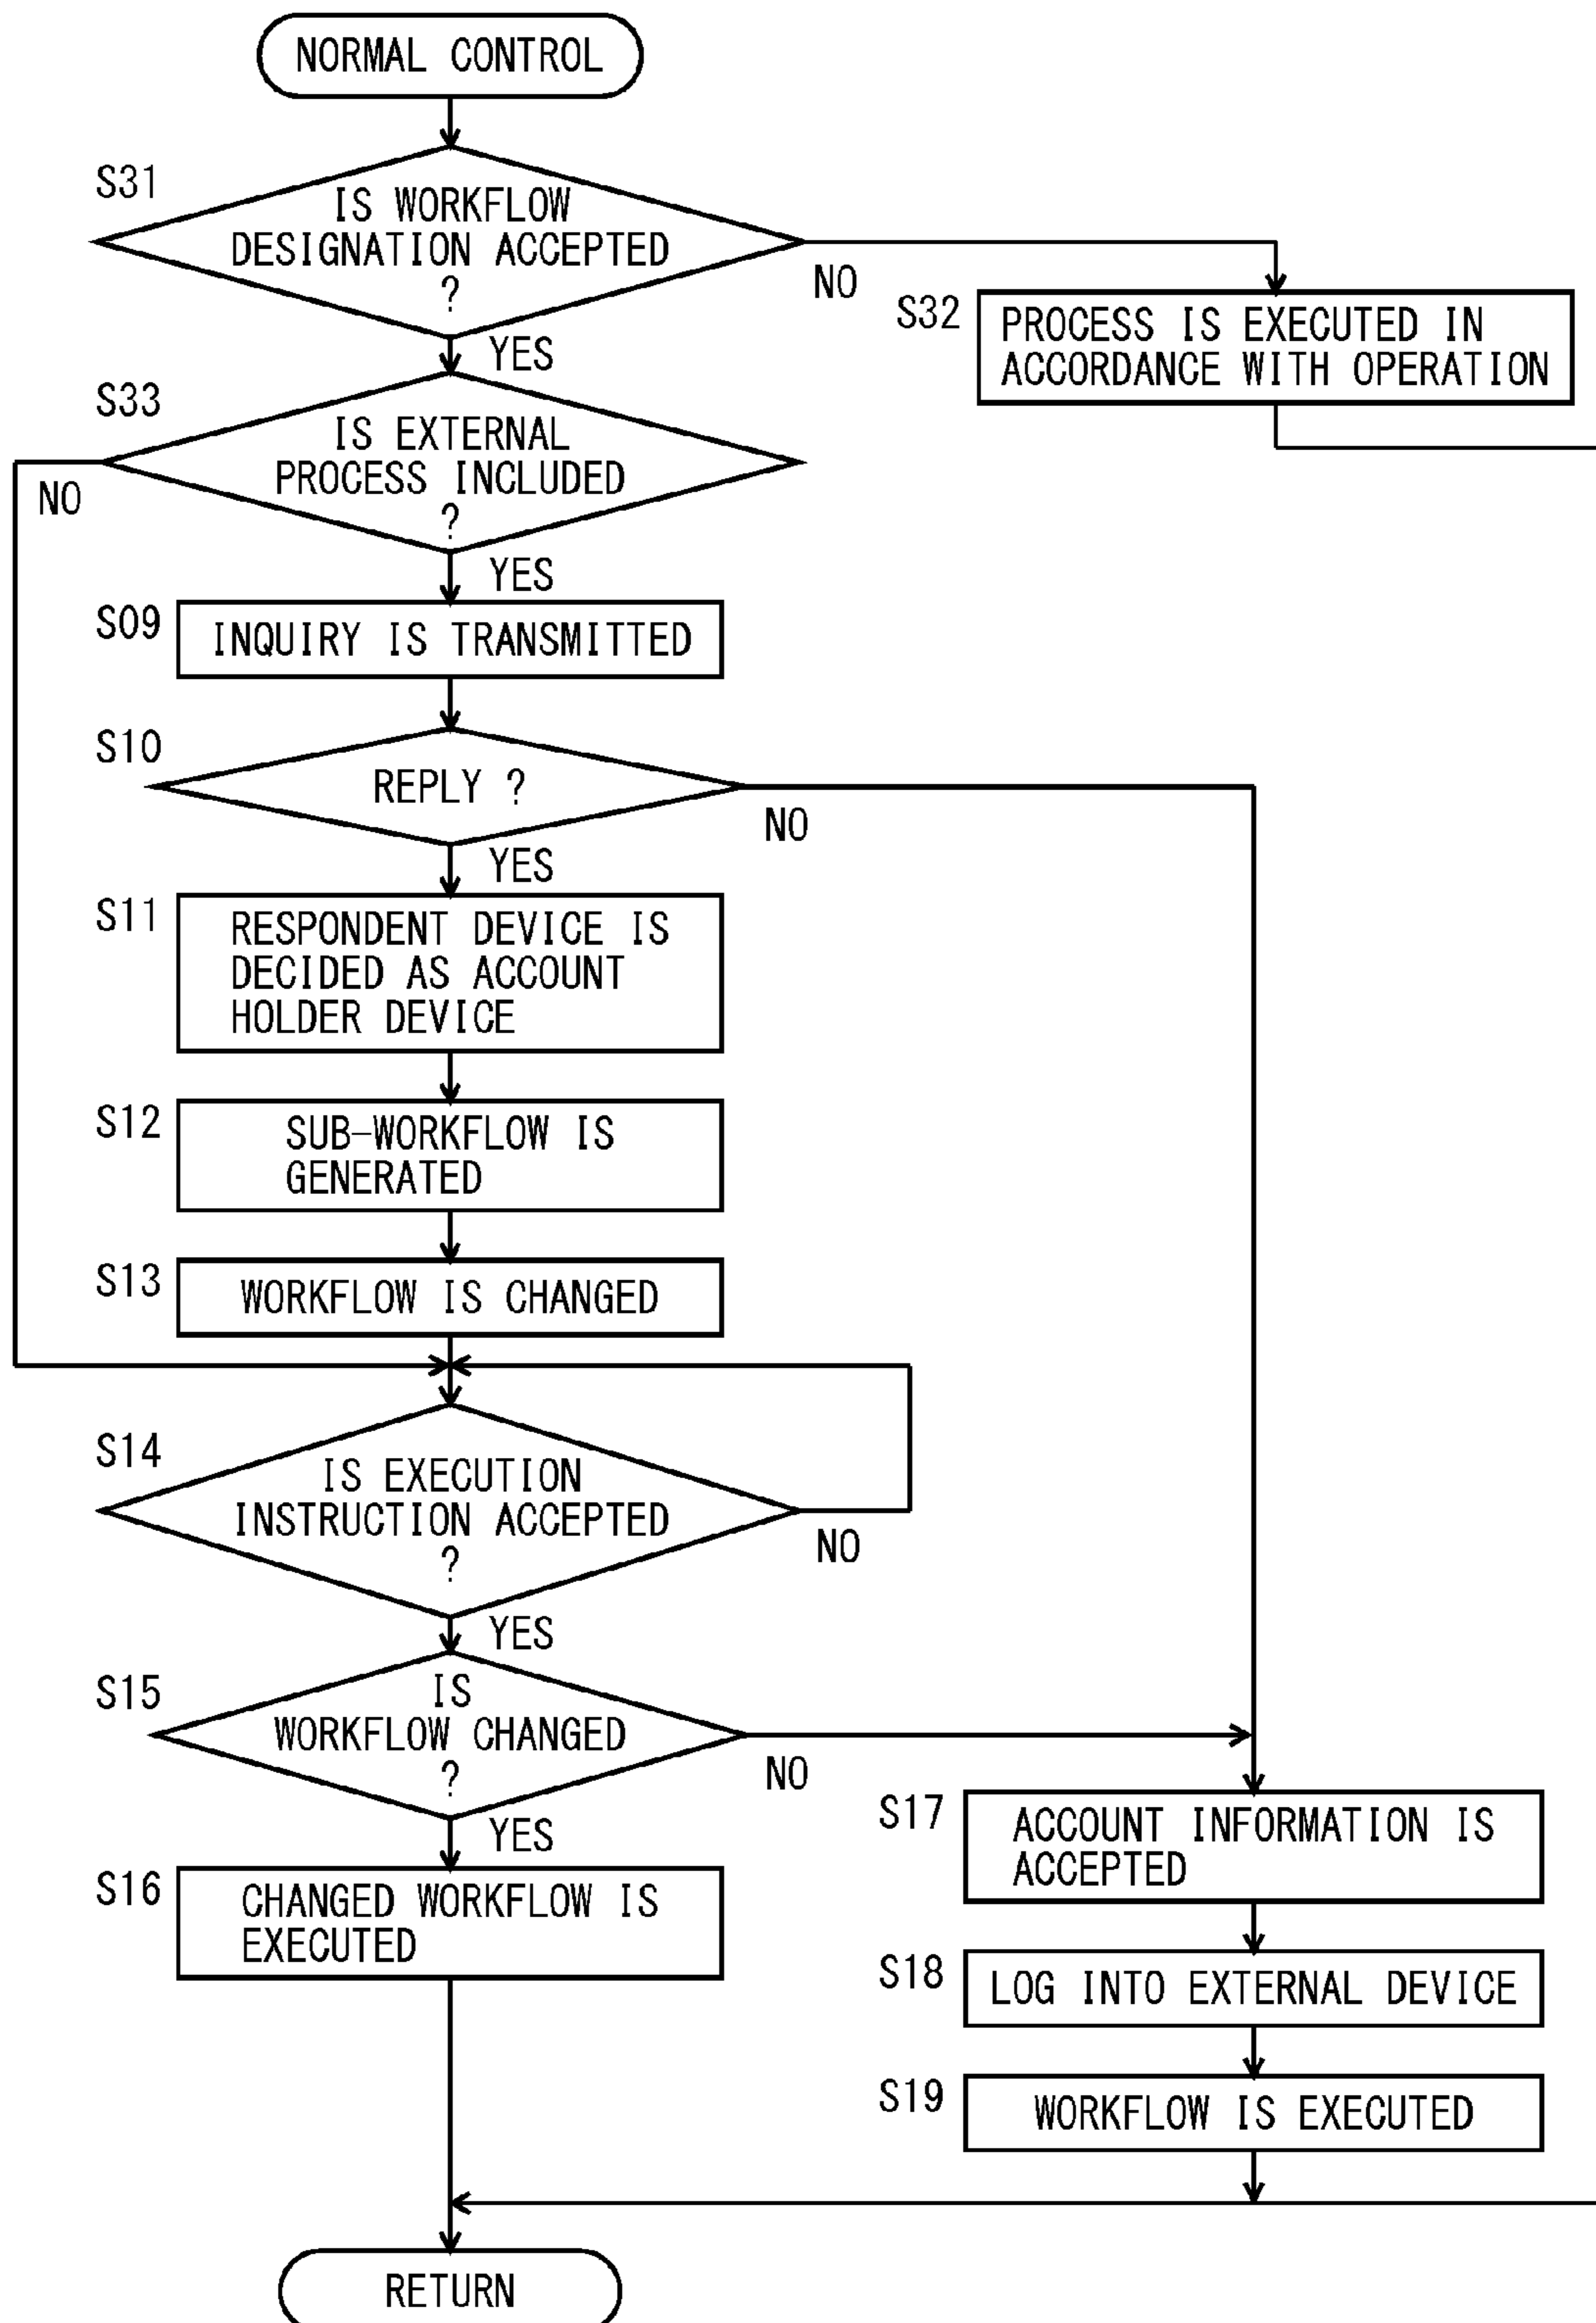 NORMAL CONTROL
S31
IS WORKFLOW
DESIGNATION ACCEPTED
?
NO
YES
S32
PROCESS IS EXECUTED IN
ACCORDANCE WITH OPERATION
S33
IS EXTERNAL
PROCESS INCLUDED
?
NO
YES
S09
INQUIRY IS TRANSMITTED
S10
REPLY ?
NO
YES
S11
RESPONDENT DEVICE IS
DECIDED AS ACCOUNT
HOLDER DEVICE
S12
SUB-WORKFLOW IS
GENERATED
S13
WORKFLOW IS CHANGED
S14
IS EXECUTION
INSTRUCTION ACCEPTED
?
NO
YES
S15
IS
WORKFLOW CHANGED
?
NO
YES
S16
CHANGED WORKFLOW IS
EXECUTED
S17
ACCOUNT INFORMATION IS
ACCEPTED
S18
LOG INTO EXTERNAL DEVICE
S19
WORKFLOW IS EXECUTED
RETURN